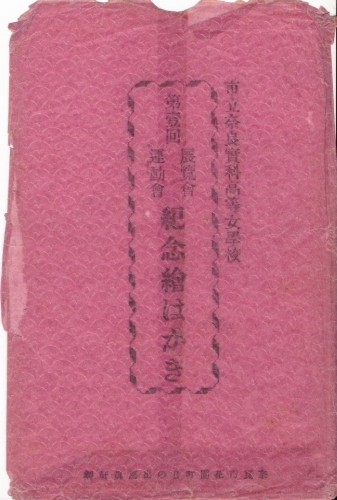 市立奈良實科高等女學校
第壹回
展覽會
運動會
紀念繪はがき